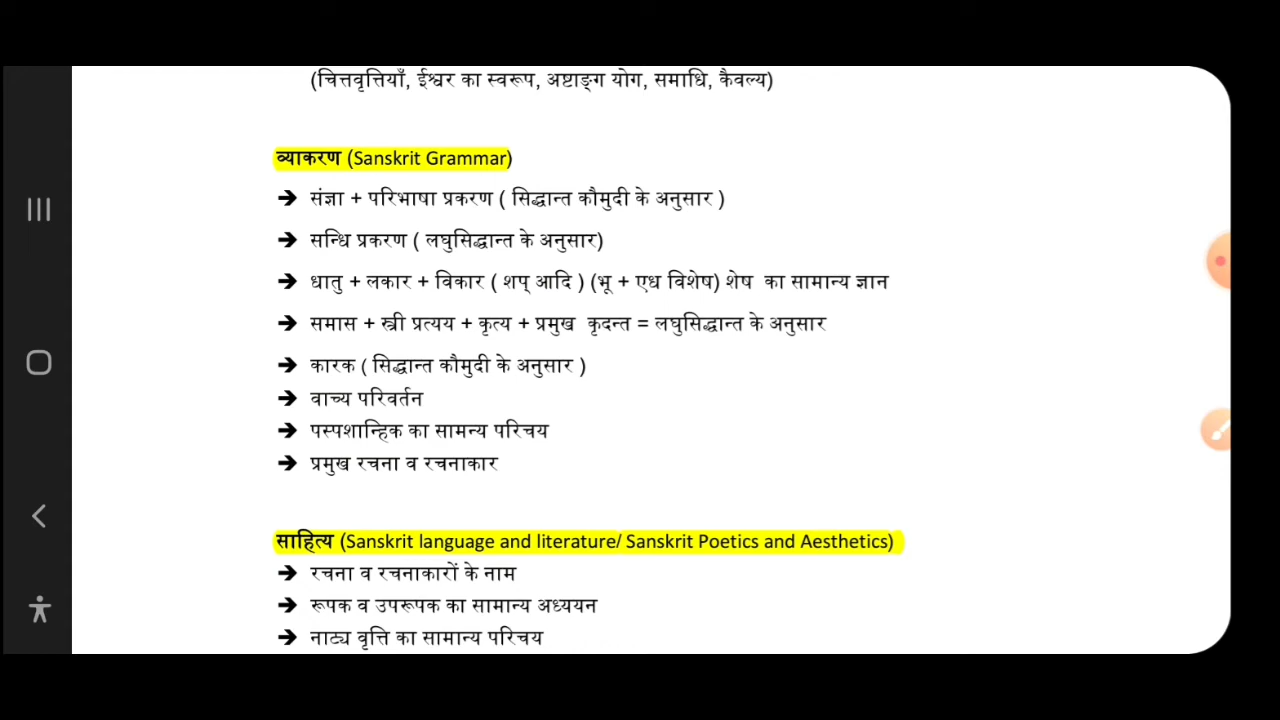 (चित्तवृत्तियाँ, ईश्वर का स्वरूप, अष्टाङ्ग योग, समाधि, कैवल्य)
व्याकरण (Sanskrit Grammar)
➔ संज्ञा + परिभाषा प्रकरण ( सिद्धान्त कौमुदी के अनुसार )
➔ सन्धि प्रकरण ( लघुसिद्धान्त के अनुसार)
➔ धातु + लकार + विकार ( शप् आदि ) (भू + एध विशेष) शेष का सामान्य ज्ञान
➔ समास + स्त्री प्रत्यय + कृत्य + प्रमुख कृदन्त = लघुसिद्धान्त के अनुसार
➔ कारक ( सिद्धान्त कौमुदी के अनुसार )
➔ वाच्य परिवर्तन
➔ पस्पशान्हिक का सामन्य परिचय
➔ प्रमुख रचना व रचनाकार
साहित्य (Sanskrit language and literature/ Sanskrit Poetics and Aesthetics)
➔ रचना व रचनाकारों के नाम
➔ रूपक व उपरूपक का सामान्य अध्ययन
➔ नाट्य वृत्ति का सामान्य परिचय